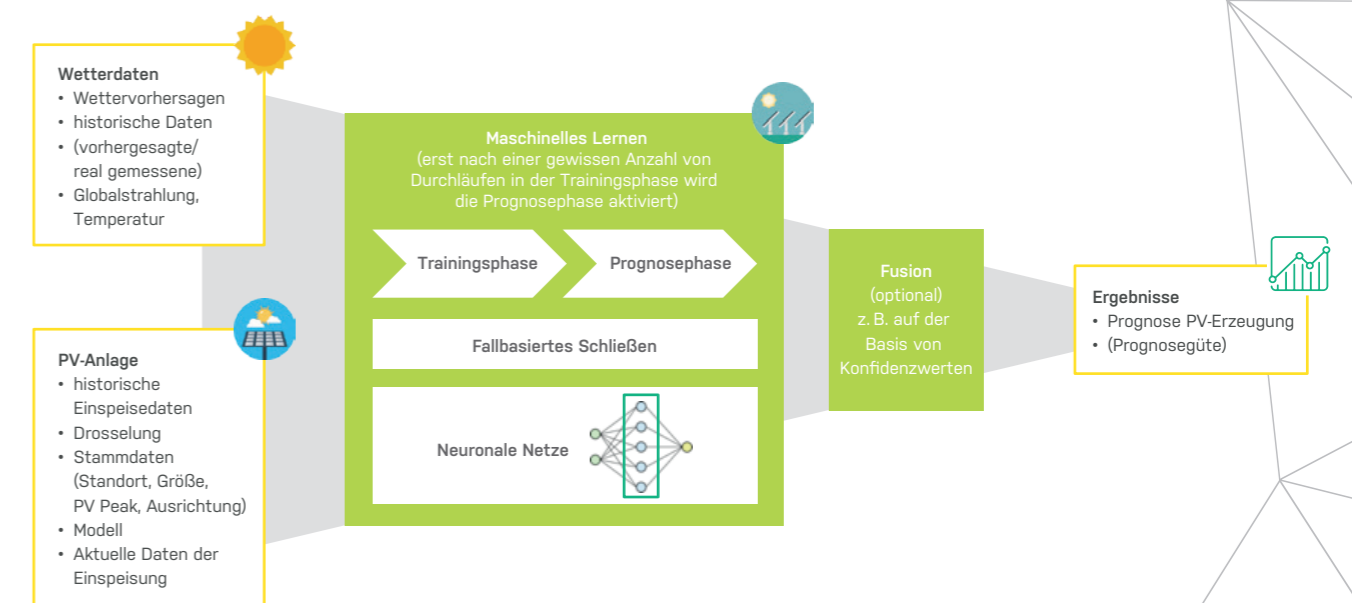 Wetterdaten
• Wettervorhersagen
• historische Daten
• (vorhergesagte/
real gemessene)
• Globalstrahlung,
Temperatur
PV-Anlage
• historische
Einspeisedaten
• Drosselung
• Stammdaten
(Standort, Größe,
PV Peak, Ausrichtung)
• Modell
• Aktuelle Daten der
Einspeisung
Maschinelles Lernen
(erst nach einer gewissen Anzahl von
Durchläufen in der Trainingsphase wird
die Prognosephase aktiviert)
Trainingsphase
Prognosephase
Fallbasiertes Schließen
Neuronale Netze
Fusion
(optional)
z. B. auf der
Basis von
Konfidenzwerten
Ergebnisse
• Prognose PV-Erzeugung
• (Prognosegüte)